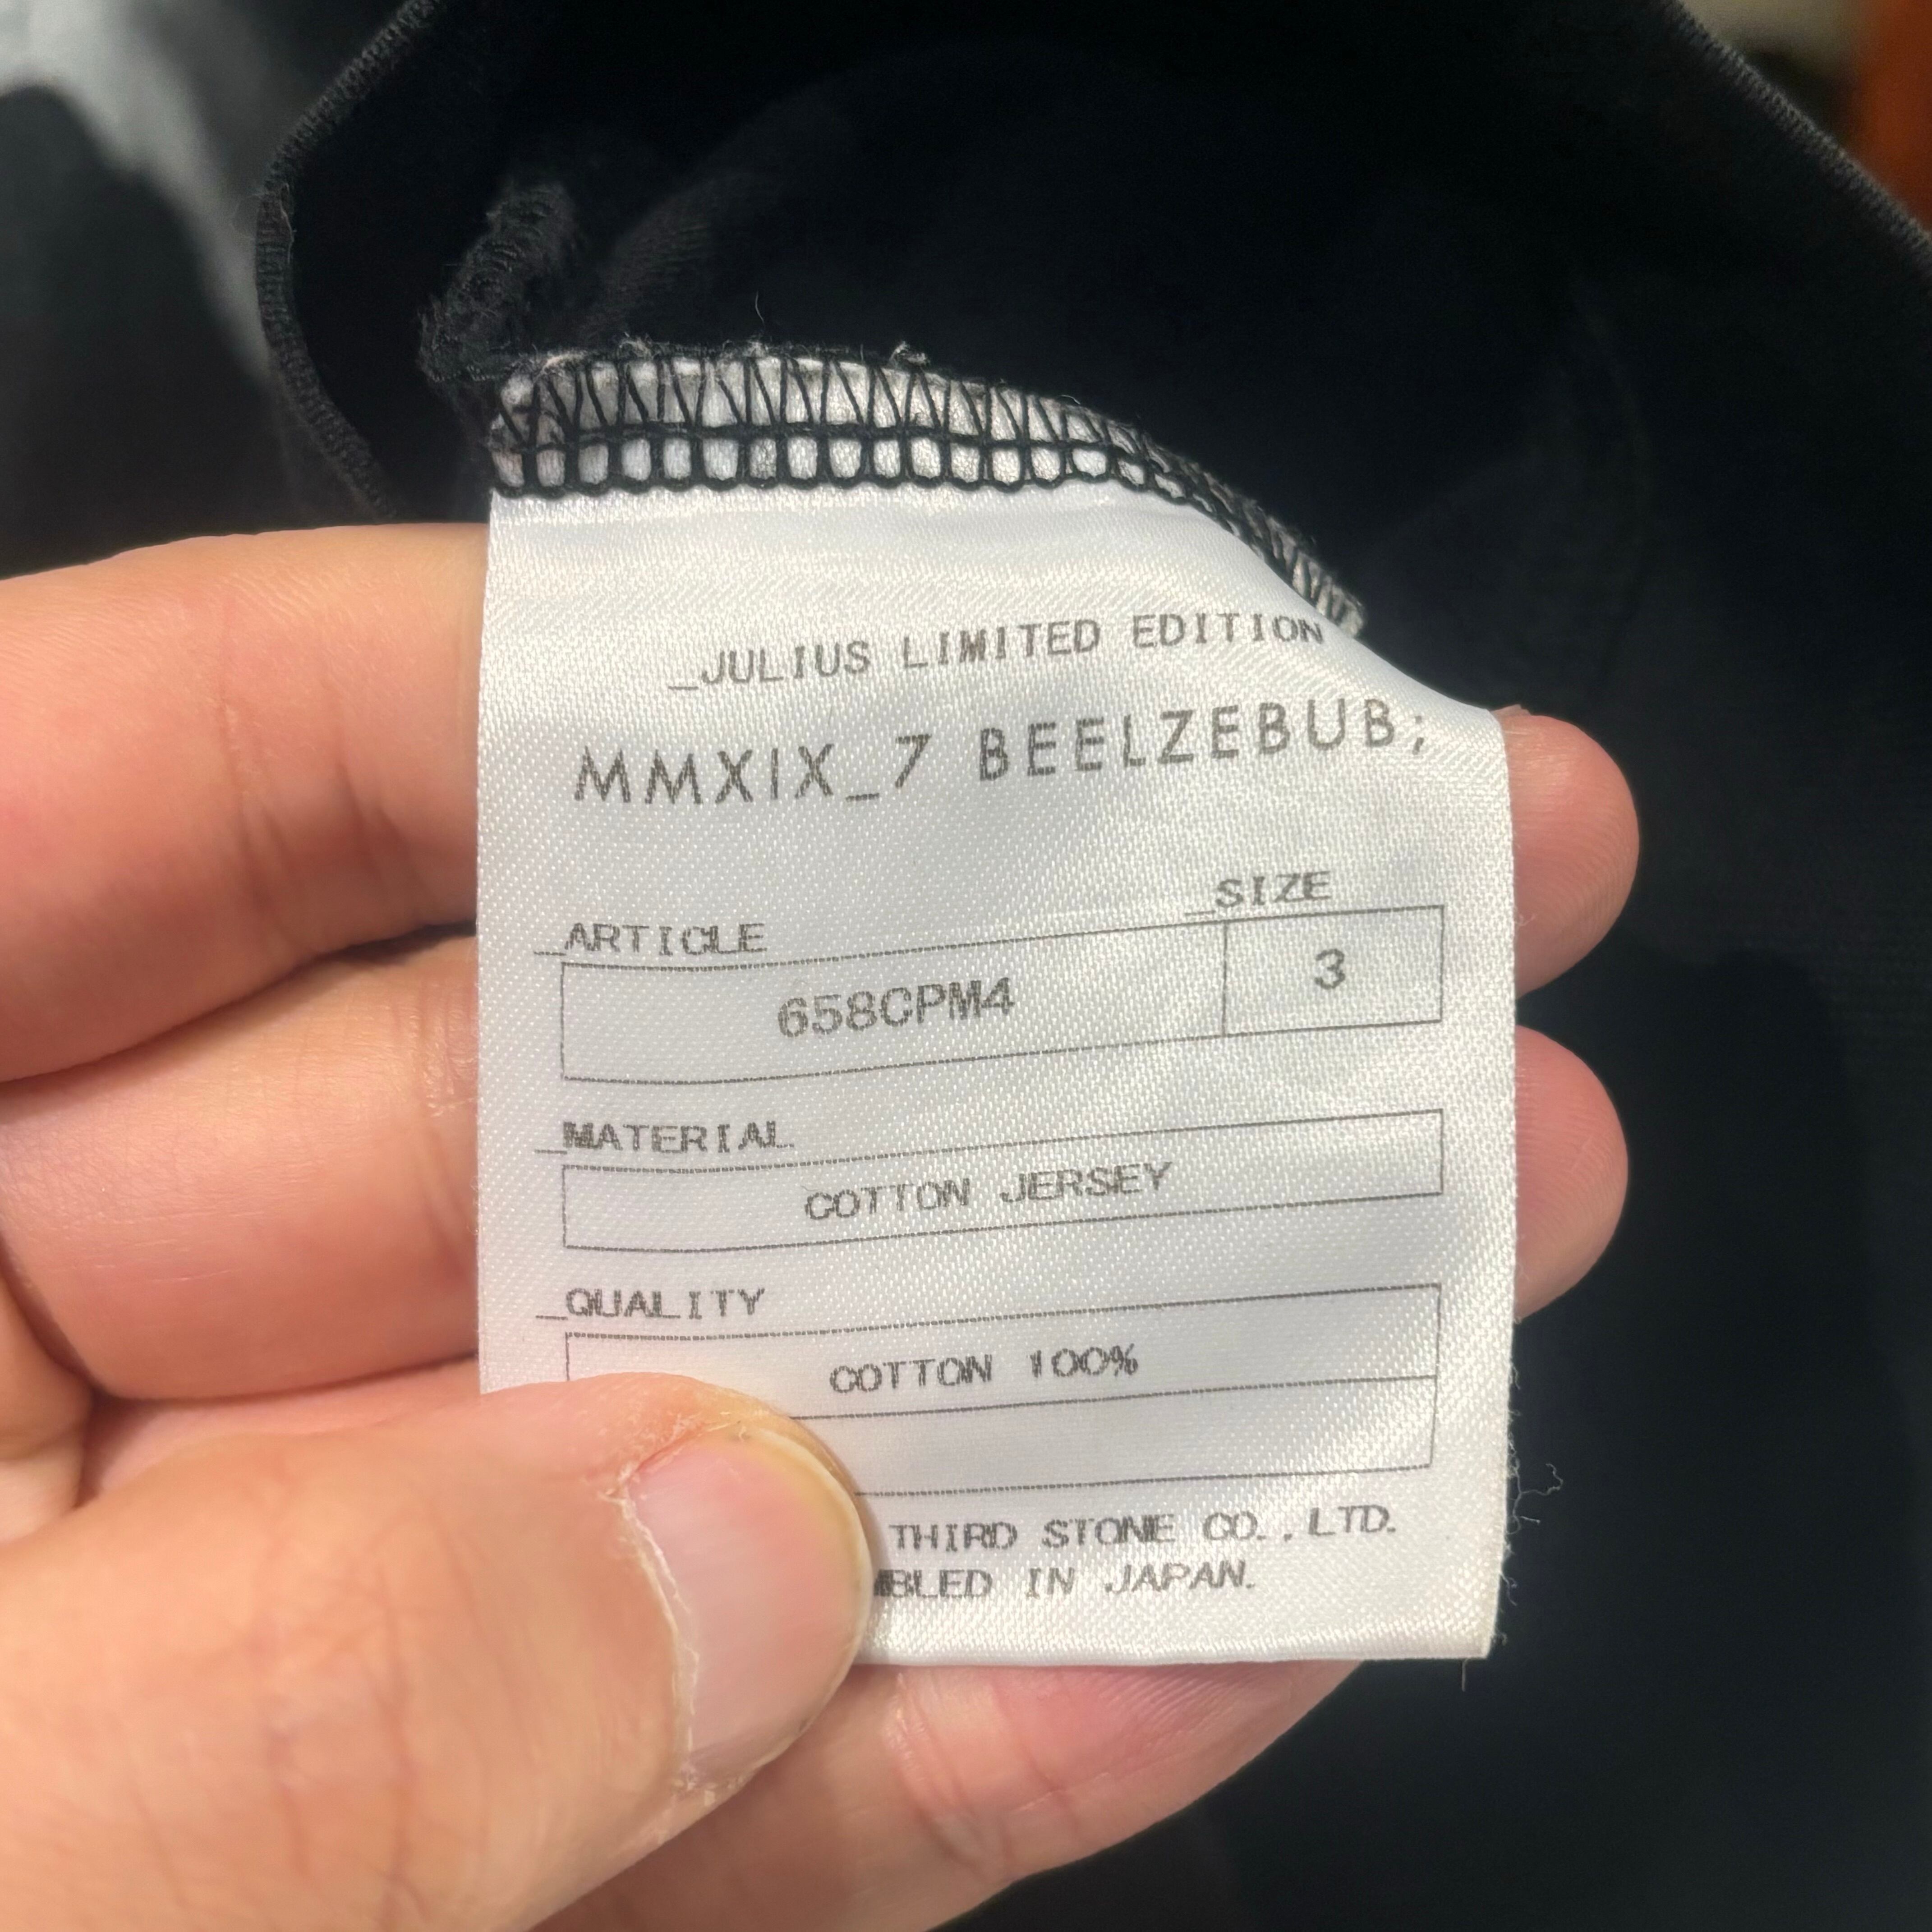 _JULIUS LIMITED EDITION
MMXIX_7 BEELZEBUB;
_ARTICLE _SIZE
658CPM4 3
_MATERIAL
COTTON JERSEY
_QUALITY
COTTON 100%
THIRD STONE CO.,LTD.
IN JAPAN.